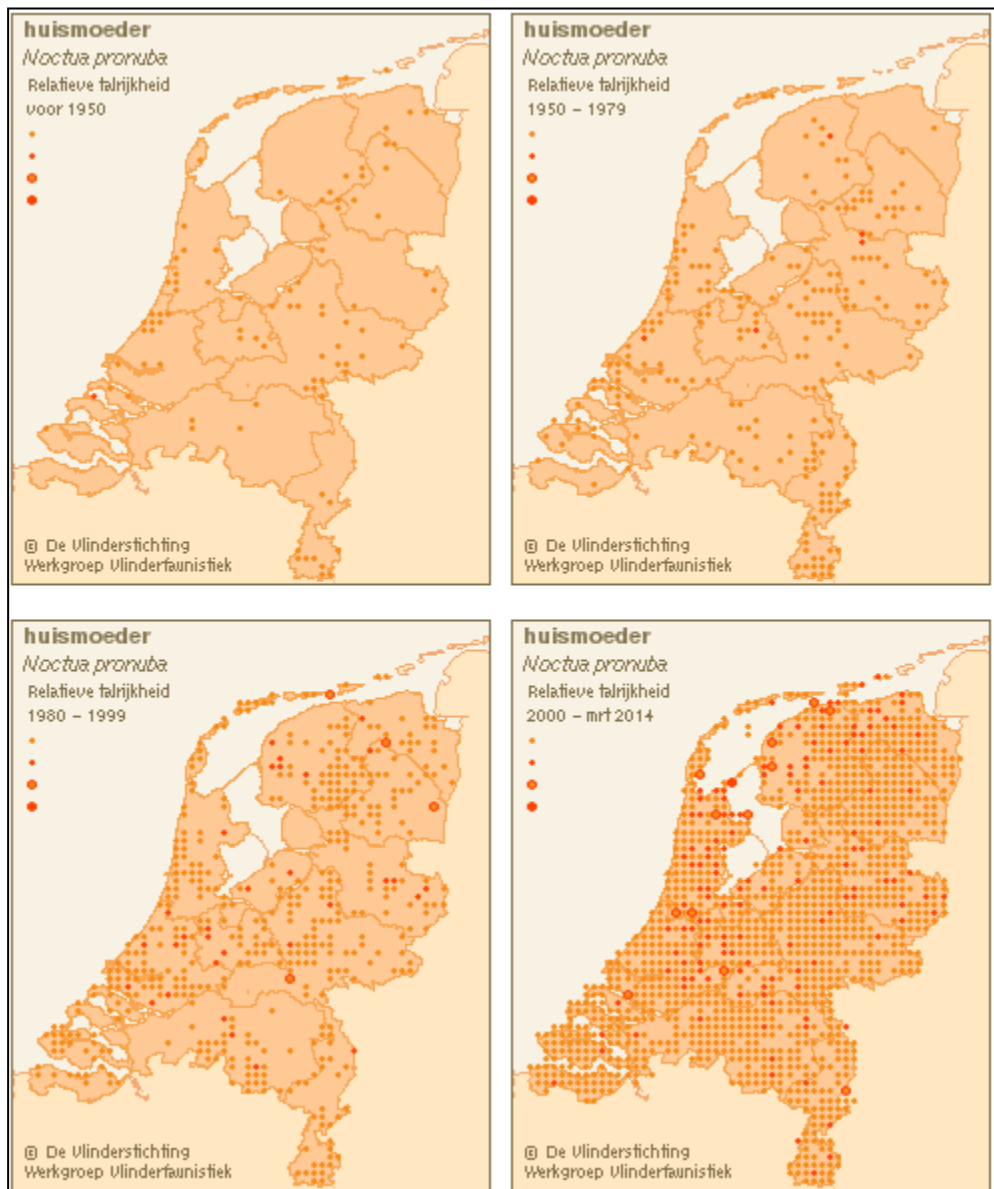 huismoeder
Noctua pronuba
Relatieve talrijkheid
voor 1950
© De Vlinderstichting
Werkgroep Vlinderfaunistiek
huismoeder
Noctua pronuba
Relatieve talrijkheid
1950 - 1979
© De Vlinderstichting
Werkgroep Vlinderfaunistiek
huismoeder
Noctua pronuba
Relatieve talrijkheid
1980 - 1999
© De Vlinderstichting
Werkgroep Vlinderfaunistiek
huismoeder
Noctua pronuba
Relatieve talrijkheid
2000 - mrt 2014
© De Vlinderstichting
Werkgroep Vlinderfaunistiek